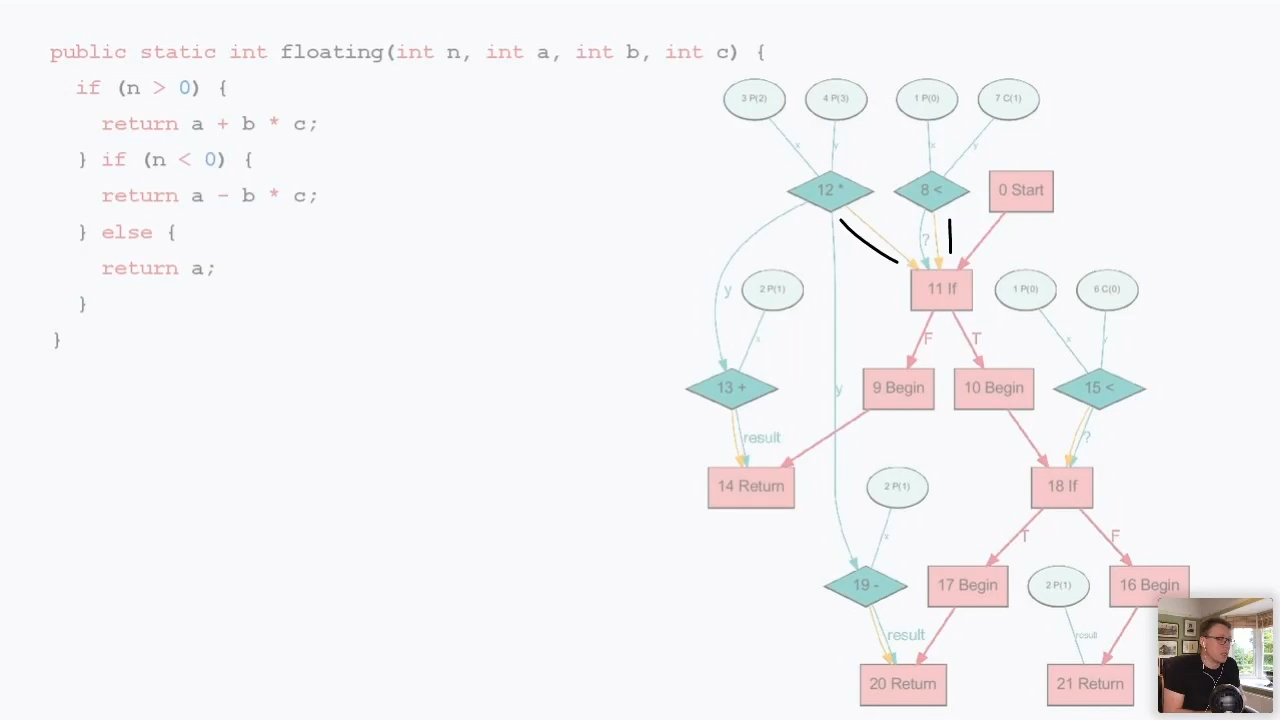 public static int floating(int n, int a, int b, int c) {
if (n > 0) {
return a + b * c;
} if (n < 0) {
return a - b * c;
} else {
return a;
}
}
3 P(2)
4 P(3)
1 P(0)
7 C(1)
x
y
x
y
12 *
8 <
0 Start
?
y
2 P(1)
11 If
1 P(0)
6 C(0)
x
F
T
x
y
13 +
9 Begin
10 Begin
15 <
y
result
?
14 Return
2 P(1)
18 If
x
T
F
19 -
17 Begin
2 P(1)
16 Begin
result
result
20 Return
21 Return